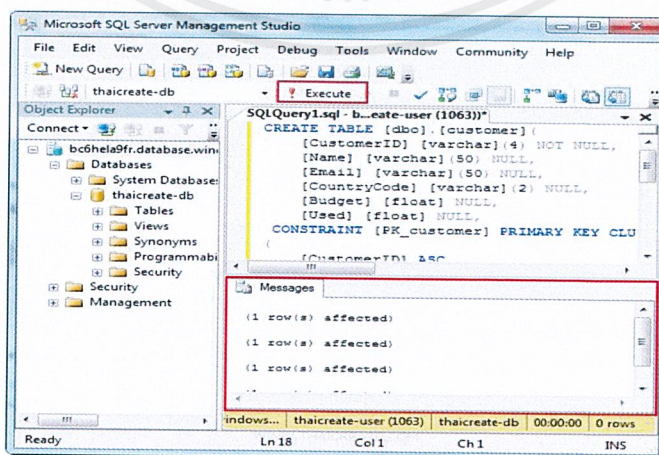 Microsoft SQL Server Management Studio
File Edit View Query Project Debug Tools Window Community Help
New Query
thaicreate-db
Execute
Object Explorer
Connect
bc6hela9fr.database.win
Databases
System Database
thaicreate-db
Tables
Views
Synonyms
Programmabi
Security
Security
Management
SQLQuery1.sql - b...eate-user (1063))*
CREATE TABLE [dbo].[customer](
[CustomerID] [varchar](4) NOT NULL,
[Name] [varchar](50) NULL,
[Email] [varchar](50) NULL,
[CountryCode] [varchar](2) NULL,
[Budget] [float] NULL,
[Used] [float] NULL,
CONSTRAINT [PK_customer] PRIMARY KEY CLU
(
[CustomerID] ASC
Messages
(1 row(s) affected)
(1 row(s) affected)
(1 row(s) affected)
indows... thaicreate-user (1063) thaicreate-db 00:00:00 0 rows
Ready Ln 18 Col 1 Ch 1 INS